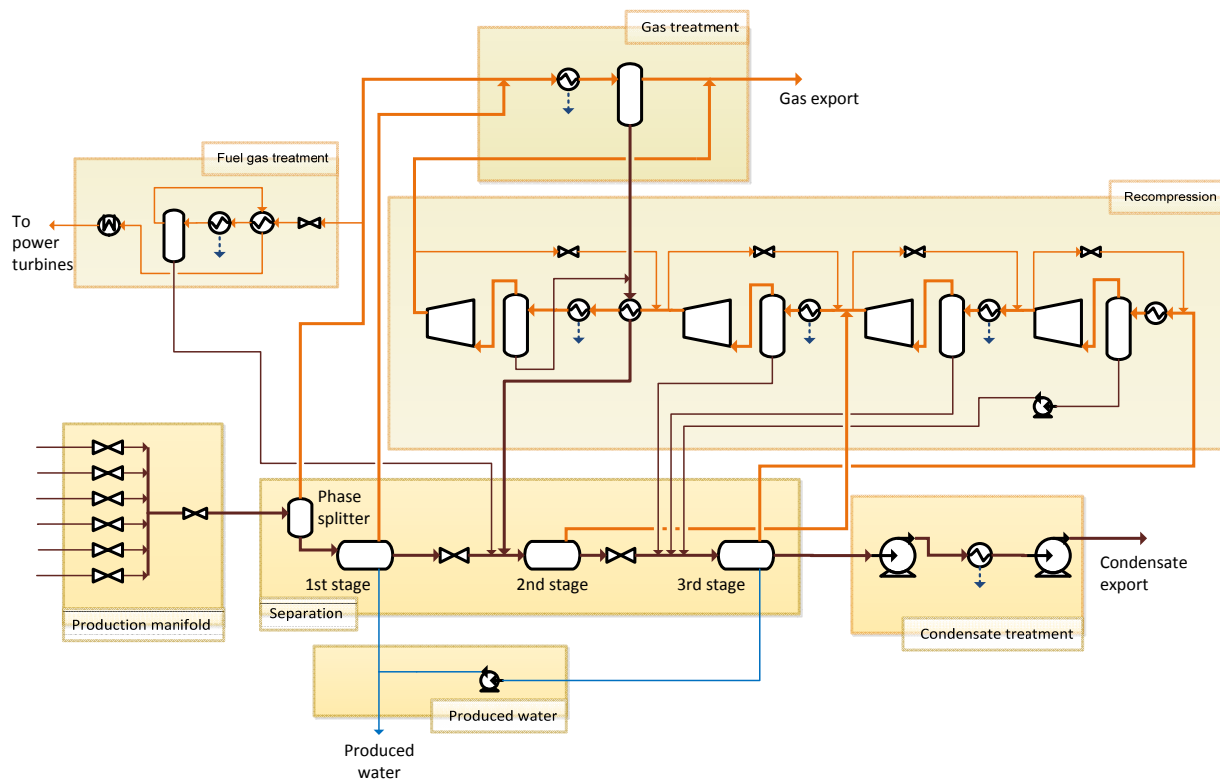 Gas treatment
Gas export
Fuel gas treatment
To
power
turbines
Recompression
Phase
splitter
1st stage
2nd stage
3rd stage
Separation
Production manifold
Condensate
export
Condensate treatment
Produced water
Produced
water